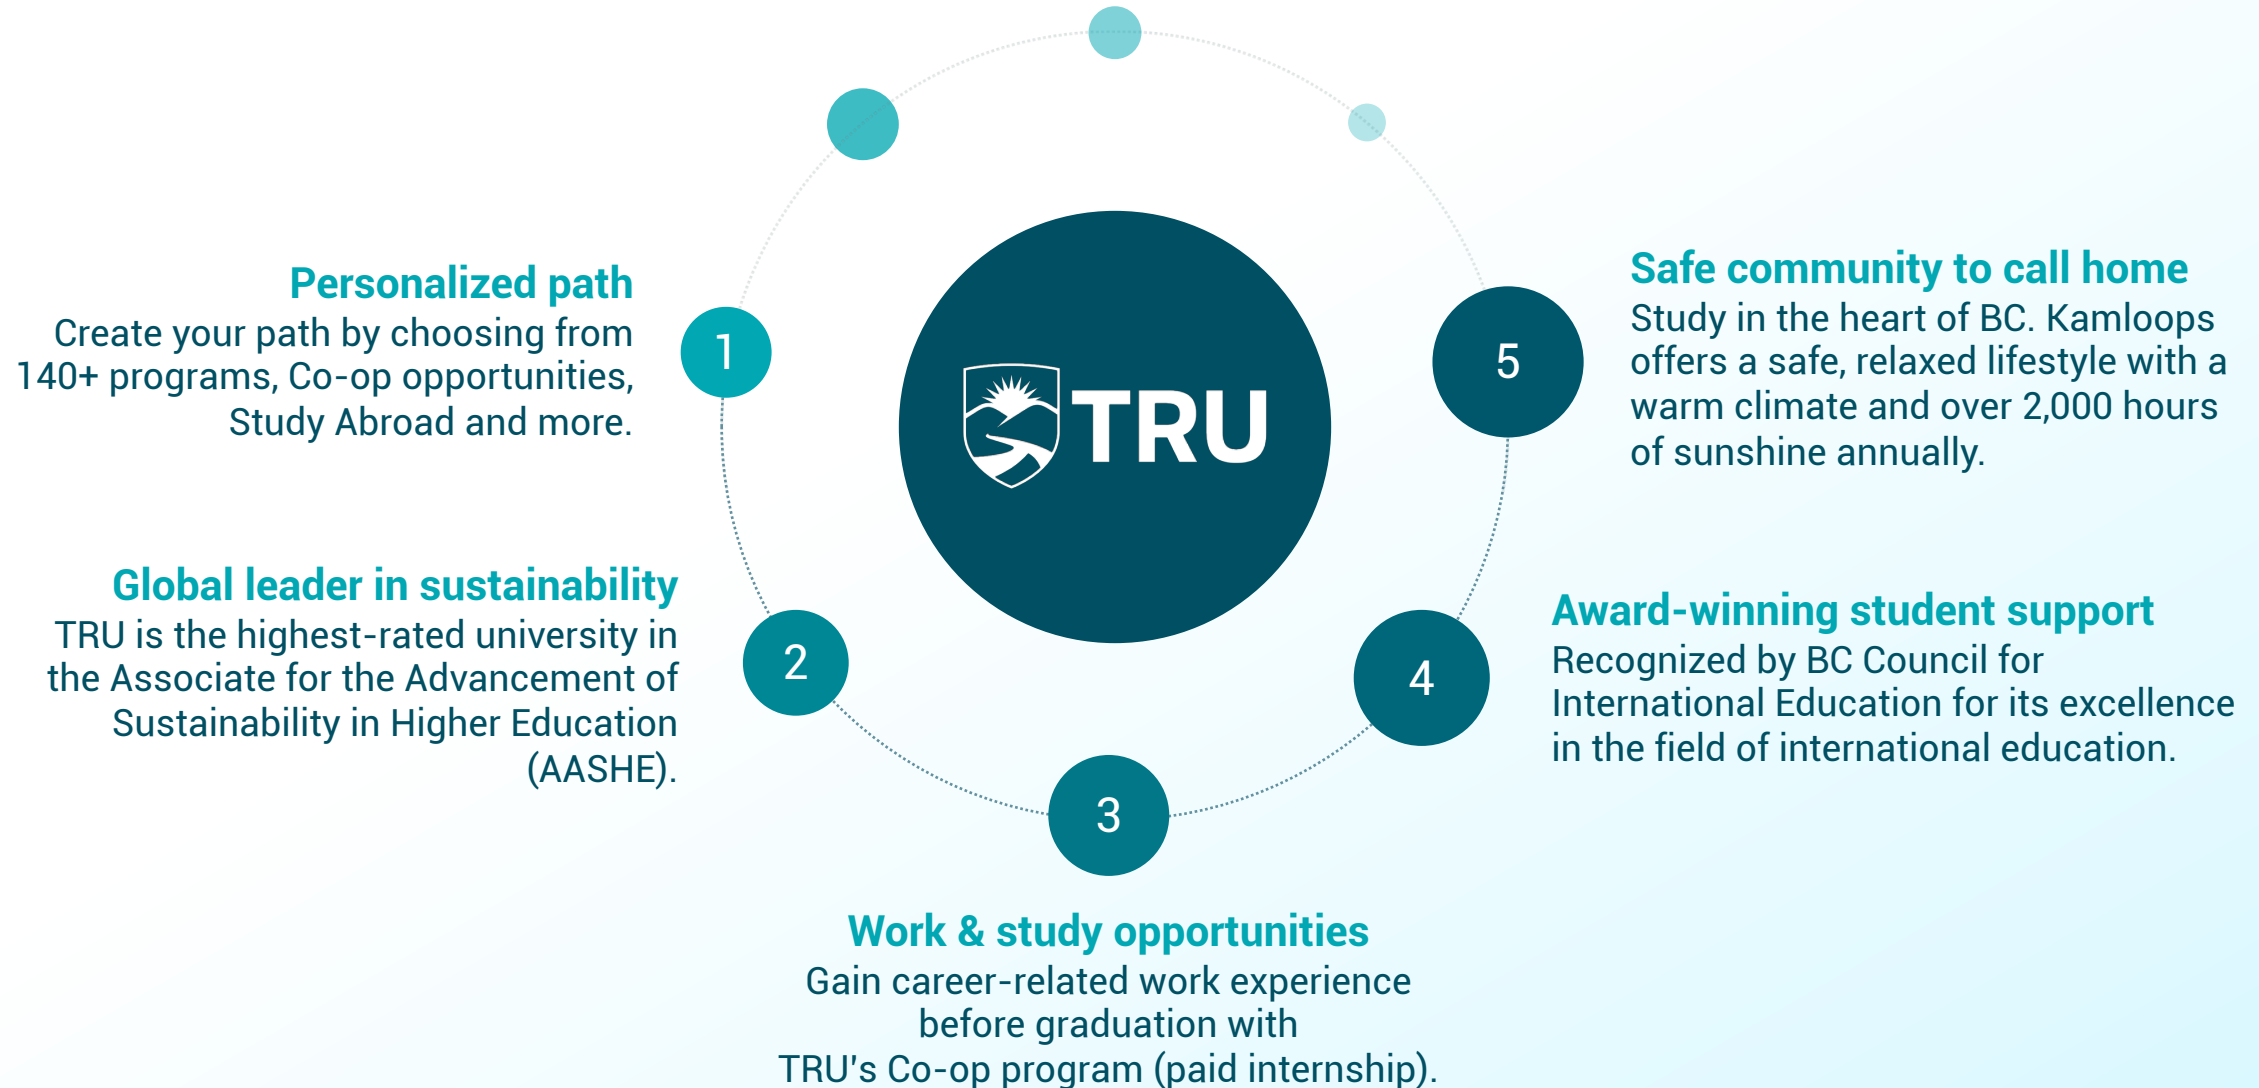 TRU
1
Personalized path
Create your path by choosing from
140+ programs, Co-op opportunities,
Study Abroad and more.
2
Global leader in sustainability
TRU is the highest-rated university in
the Associate for the Advancement of
Sustainability in Higher Education
(AASHE).
3
Work & study opportunities
Gain career-related work experience
before graduation with
TRU's Co-op program (paid internship).
4
Award-winning student support
Recognized by BC Council for
International Education for its excellence
in the field of international education.
5
Safe community to call home
Study in the heart of BC. Kamloops
offers a safe, relaxed lifestyle with a
warm climate and over 2,000 hours
of sunshine annually.